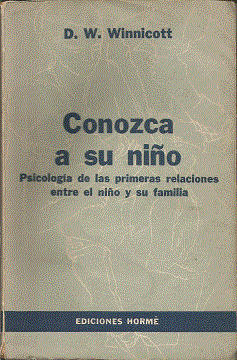 D. W. Winnicott
Conozca
a su niño
Psicología de las primeras relaciones
entre el niño y su familia
EDICIONES HORMÉ